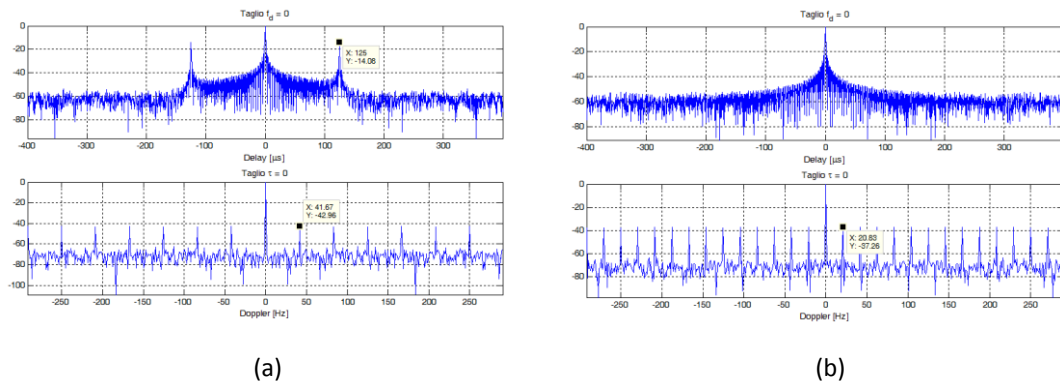 Taglio f_d = 0
0
-20
-40
-60
-80
X: 125
Y: -14.08
-400 -300 -200 -100 0 100 200 300
Delay [µs]
Taglio τ = 0
0
-20
-40
-60
-80
-100
X: 41.67
Y: -42.96
-250 -200 -150 -100 -50 0 50 100 150 200 250
Doppler [Hz]
(a)
Taglio f_d = 0
0
-20
-40
-60
-80
-400 -300 -200 -100 0 100 200 300
Delay [µs]
Taglio τ = 0
0
-20
-40
-60
-80
X: 20.83
Y: -37.26
-250 -200 -150 -100 -50 0 50 100 150 200 250
Doppler [Hz]
(b)